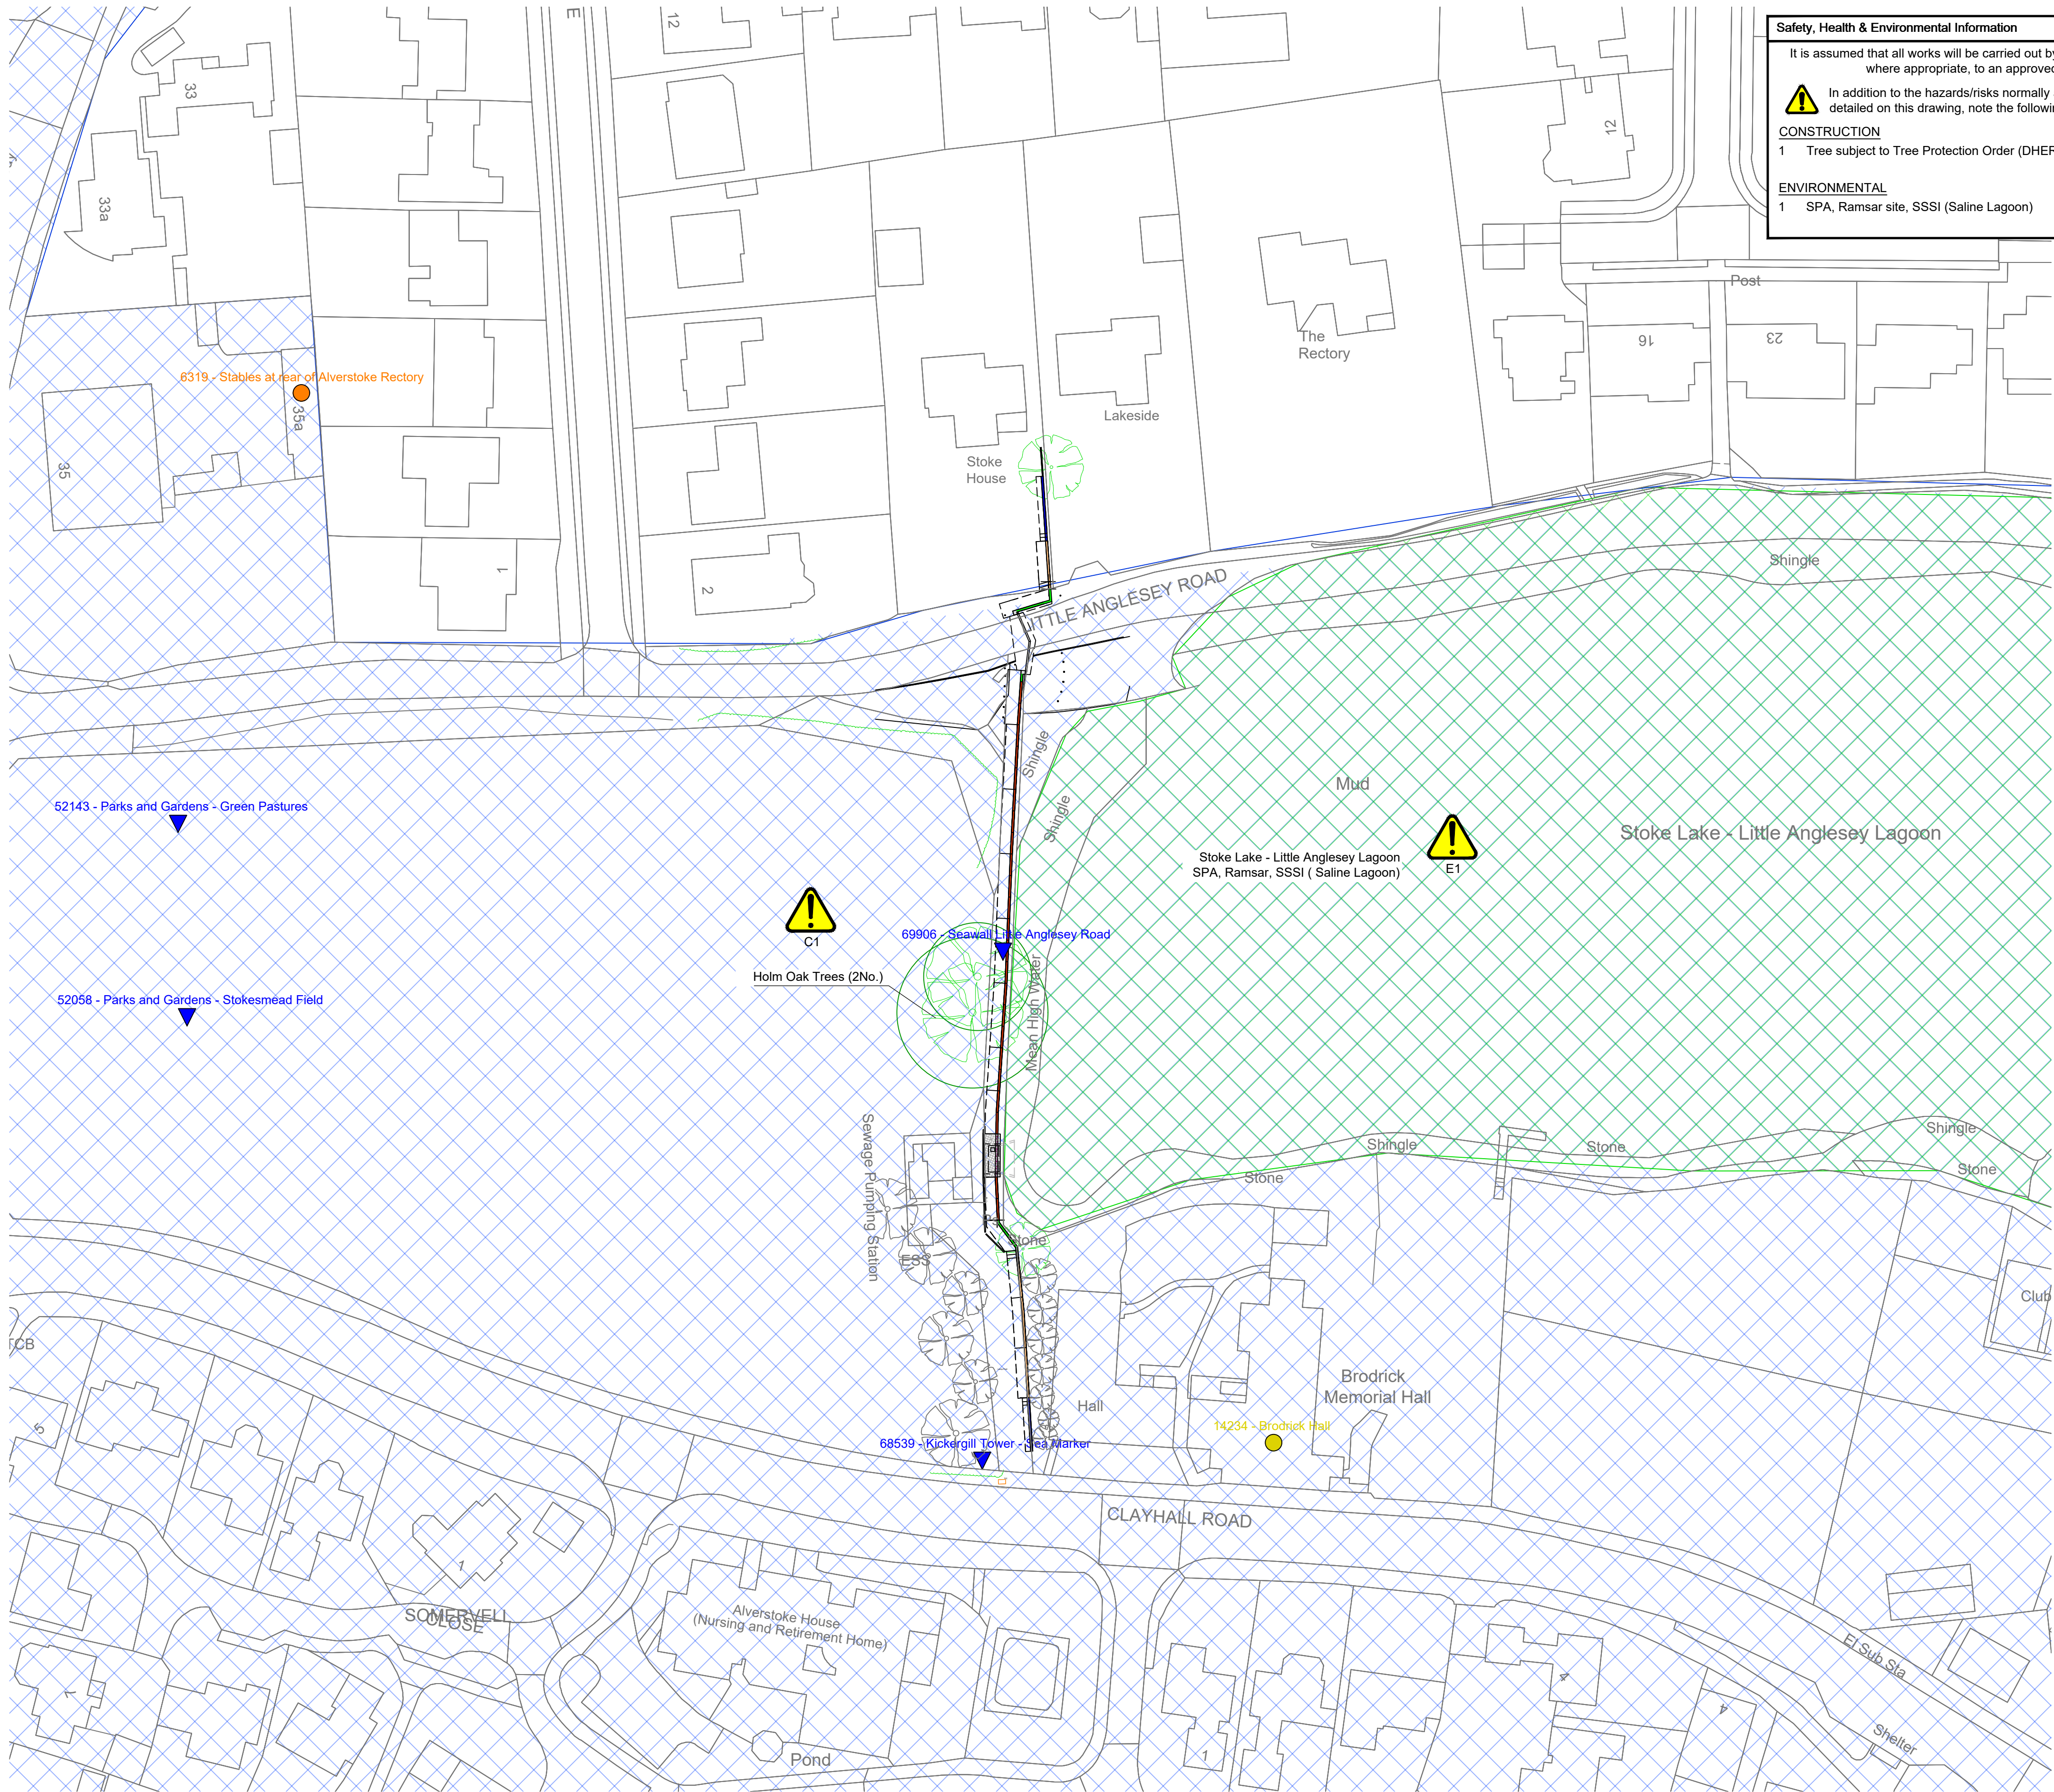 Safety, Health & Environmental Information
It is assumed that all works will be carried out by
where appropriate, to an approved
In addition to the hazards/risks normally
detailed on this drawing, note the following
CONSTRUCTION
1 Tree subject to Tree Protection Order (DHER
ENVIRONMENTAL
1 SPA, Ramsar site, SSSI (Saline Lagoon)
E
12
33
33a
12
Post
The
Rectory
16
23
6319 - Stables at rear of Alverstoke Rectory
35a
35
Lakeside
Stoke
House
1
2
LITTLE ANGLESEY ROAD
Shingle
Shingle
Shingle
Mud
52143 - Parks and Gardens - Green Pastures
Stoke Lake - Little Anglesey Lagoon
Stoke Lake - Little Anglesey Lagoon
SPA, Ramsar, SSSI ( Saline Lagoon)
E1
C1
69906 - Seawall Little Anglesey Road
Holm Oak Trees (2No.)
52058 - Parks and Gardens - Stokesmead Field
Mean High Water
Sewage Pumping Station
ESS
Stone
Stone
Shingle
Stone
Shingle
Stone
Club
TCB
Brodrick
Memorial Hall
Hall
14234 - Brodrick Hall
68539 - Kickergill Tower - Sea Marker
5
CLAYHALL ROAD
1
SOMERVELL
CLOSE
Alverstoke House
(Nursing and Retirement Home)
El Sub Sta
4
4
1
7
Shelter
Pond